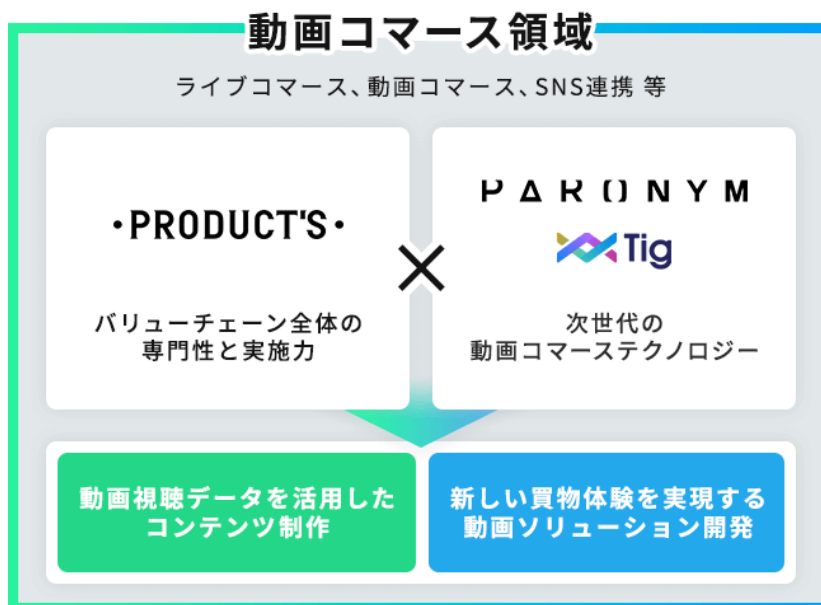 動画コマース領域
ライブコマース、動画コマース、SNS連携 等
・PRODUCT'S・
PARONYM
Tig
×
バリューチェーン全体の
専門性と実施力
次世代の
動画コマーステクノロジー
動画視聴データを活用した
コンテンツ制作
新しい買物体験を実現する
動画ソリューション開発